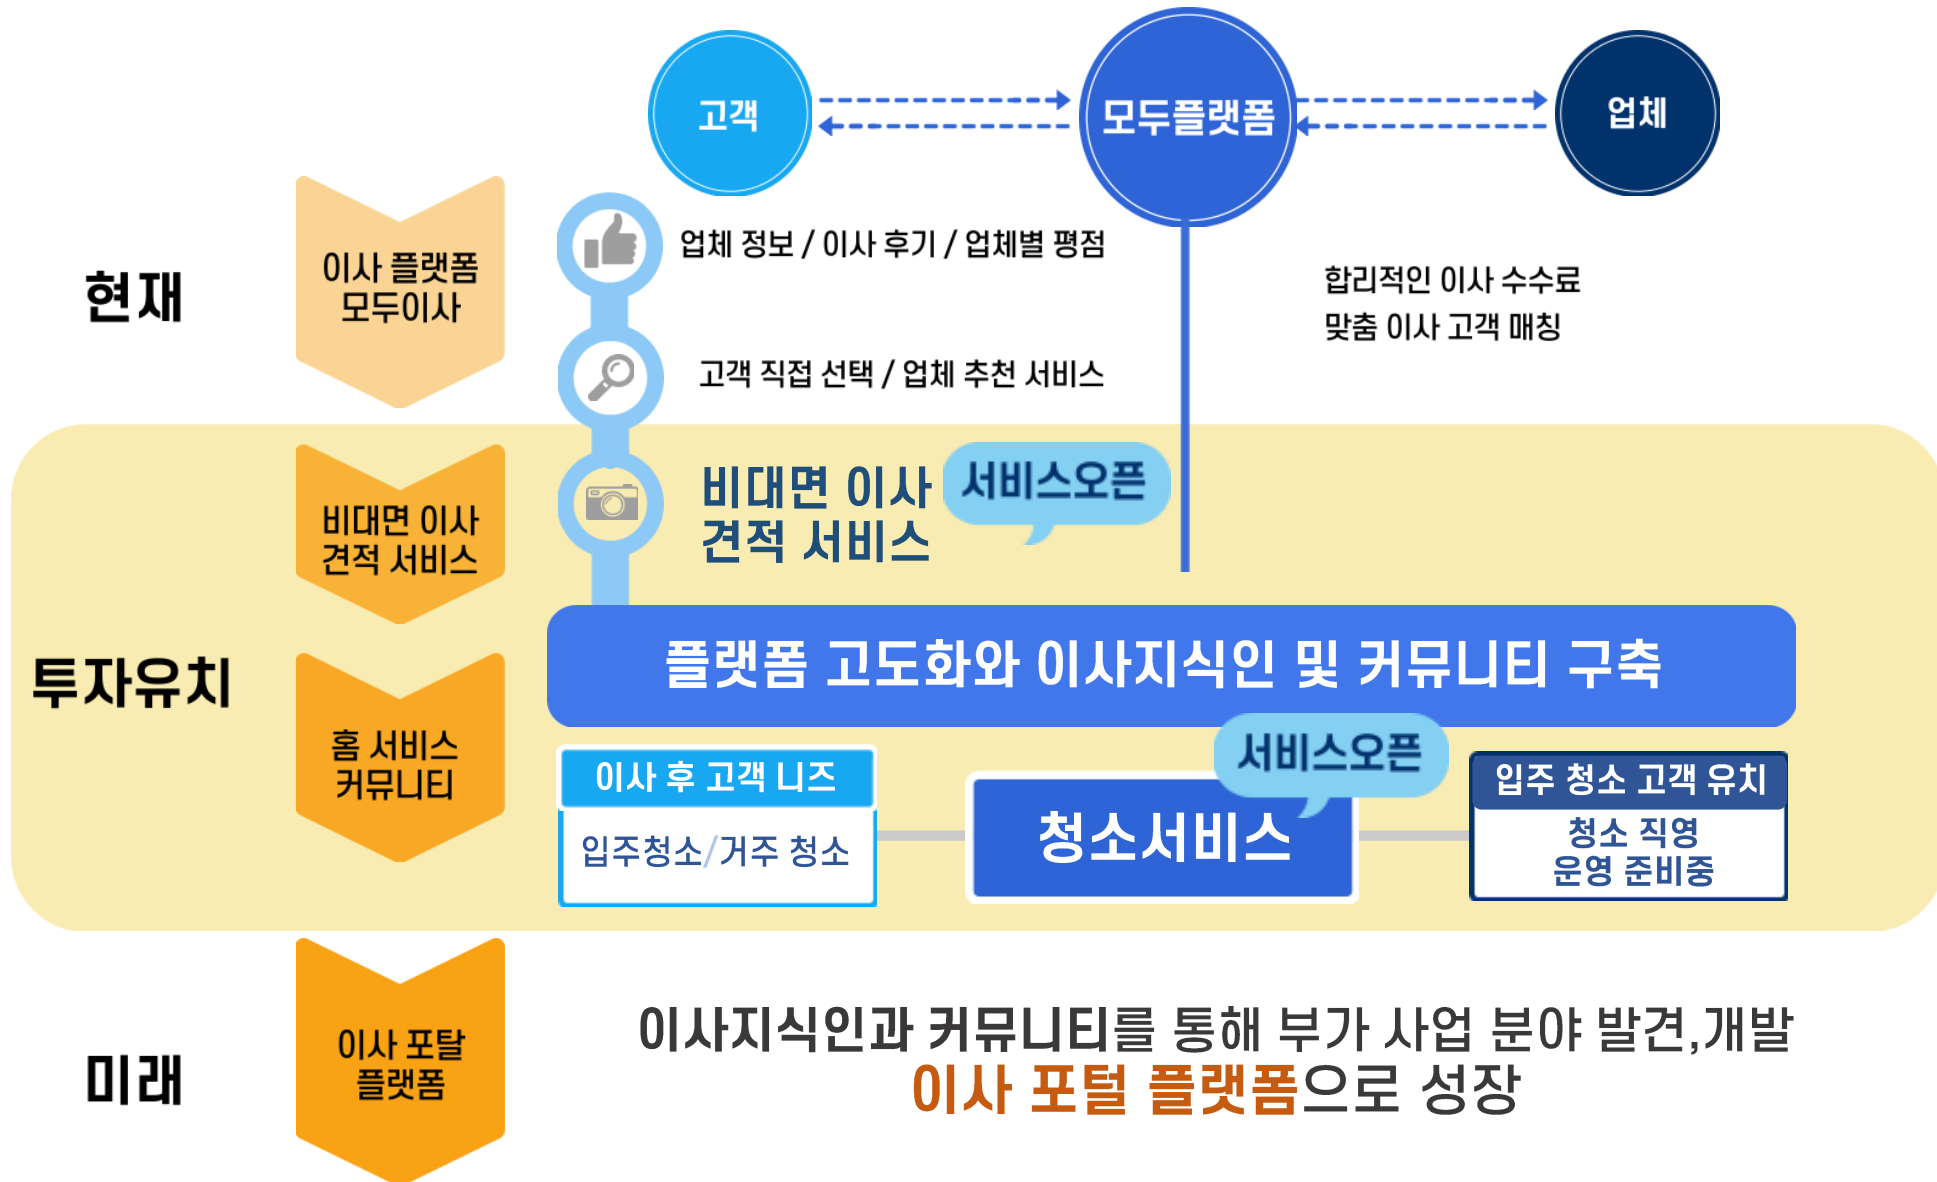 고객
모두플랫폼
업체
현재
이사 플랫폼
모두이사
업체 정보 / 이사 후기 / 업체별 평점
합리적인 이사 수수료
맞춤 이사 고객 매칭
고객 직접 선택 / 업체 추천 서비스
투자유치
비대면 이사
견적 서비스
비대면 이사
견적 서비스
서비스오픈
플랫폼 고도화와 이사지식인 및 커뮤니티 구축
홈 서비스
커뮤니티
이사 후 고객 니즈
입주청소/거주 청소
청소서비스
서비스오픈
입주 청소 고객 유치
청소 직영
운영 준비중
미래
이사 포탈
플랫폼
이사지식인과 커뮤니티를 통해 부가 사업 분야 발견,개발
이사 포털 플랫폼으로 성장